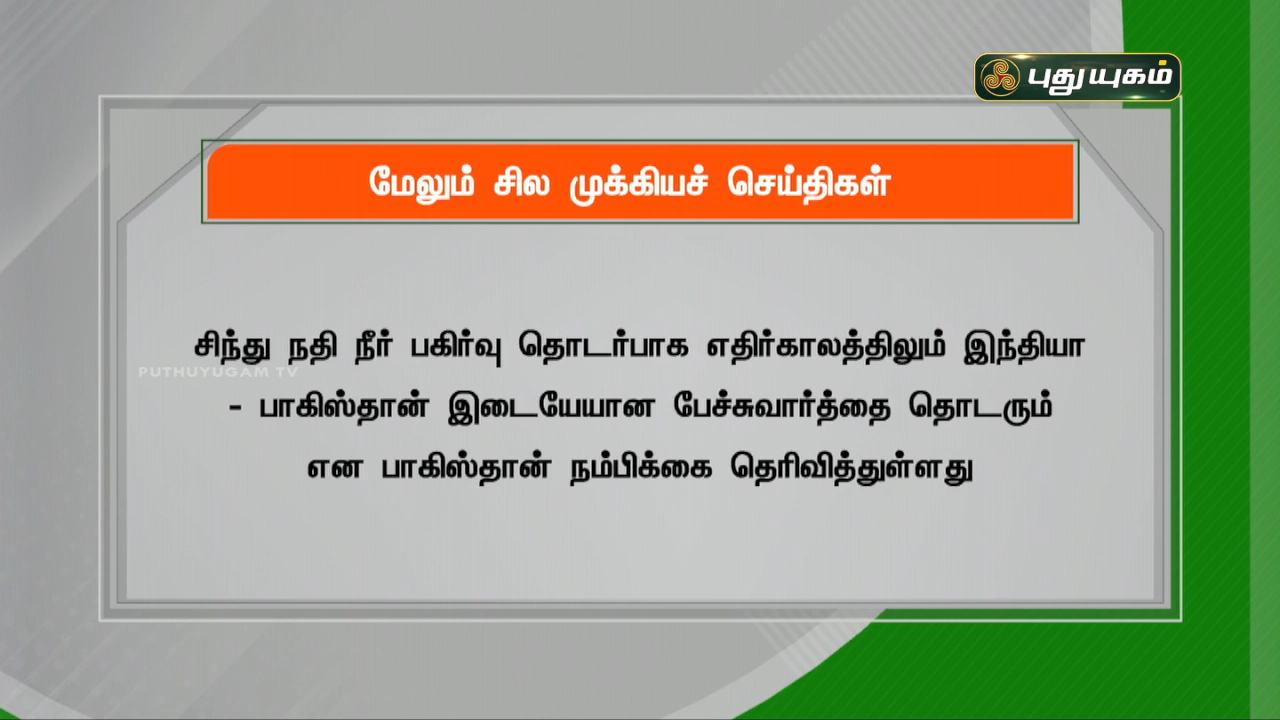 புதுயுகம்
மேலும் சில முக்கியச் செய்திகள்
சிந்து நதி நீர் பகிர்வு தொடர்பாக எதிர்காலத்திலும் இந்தியா
PUTHUYUGAM TV
- பாகிஸ்தான் இடையேயான பேச்சுவார்த்தை தொடரும்
என பாகிஸ்தான் நம்பிக்கை தெரிவித்துள்ளது